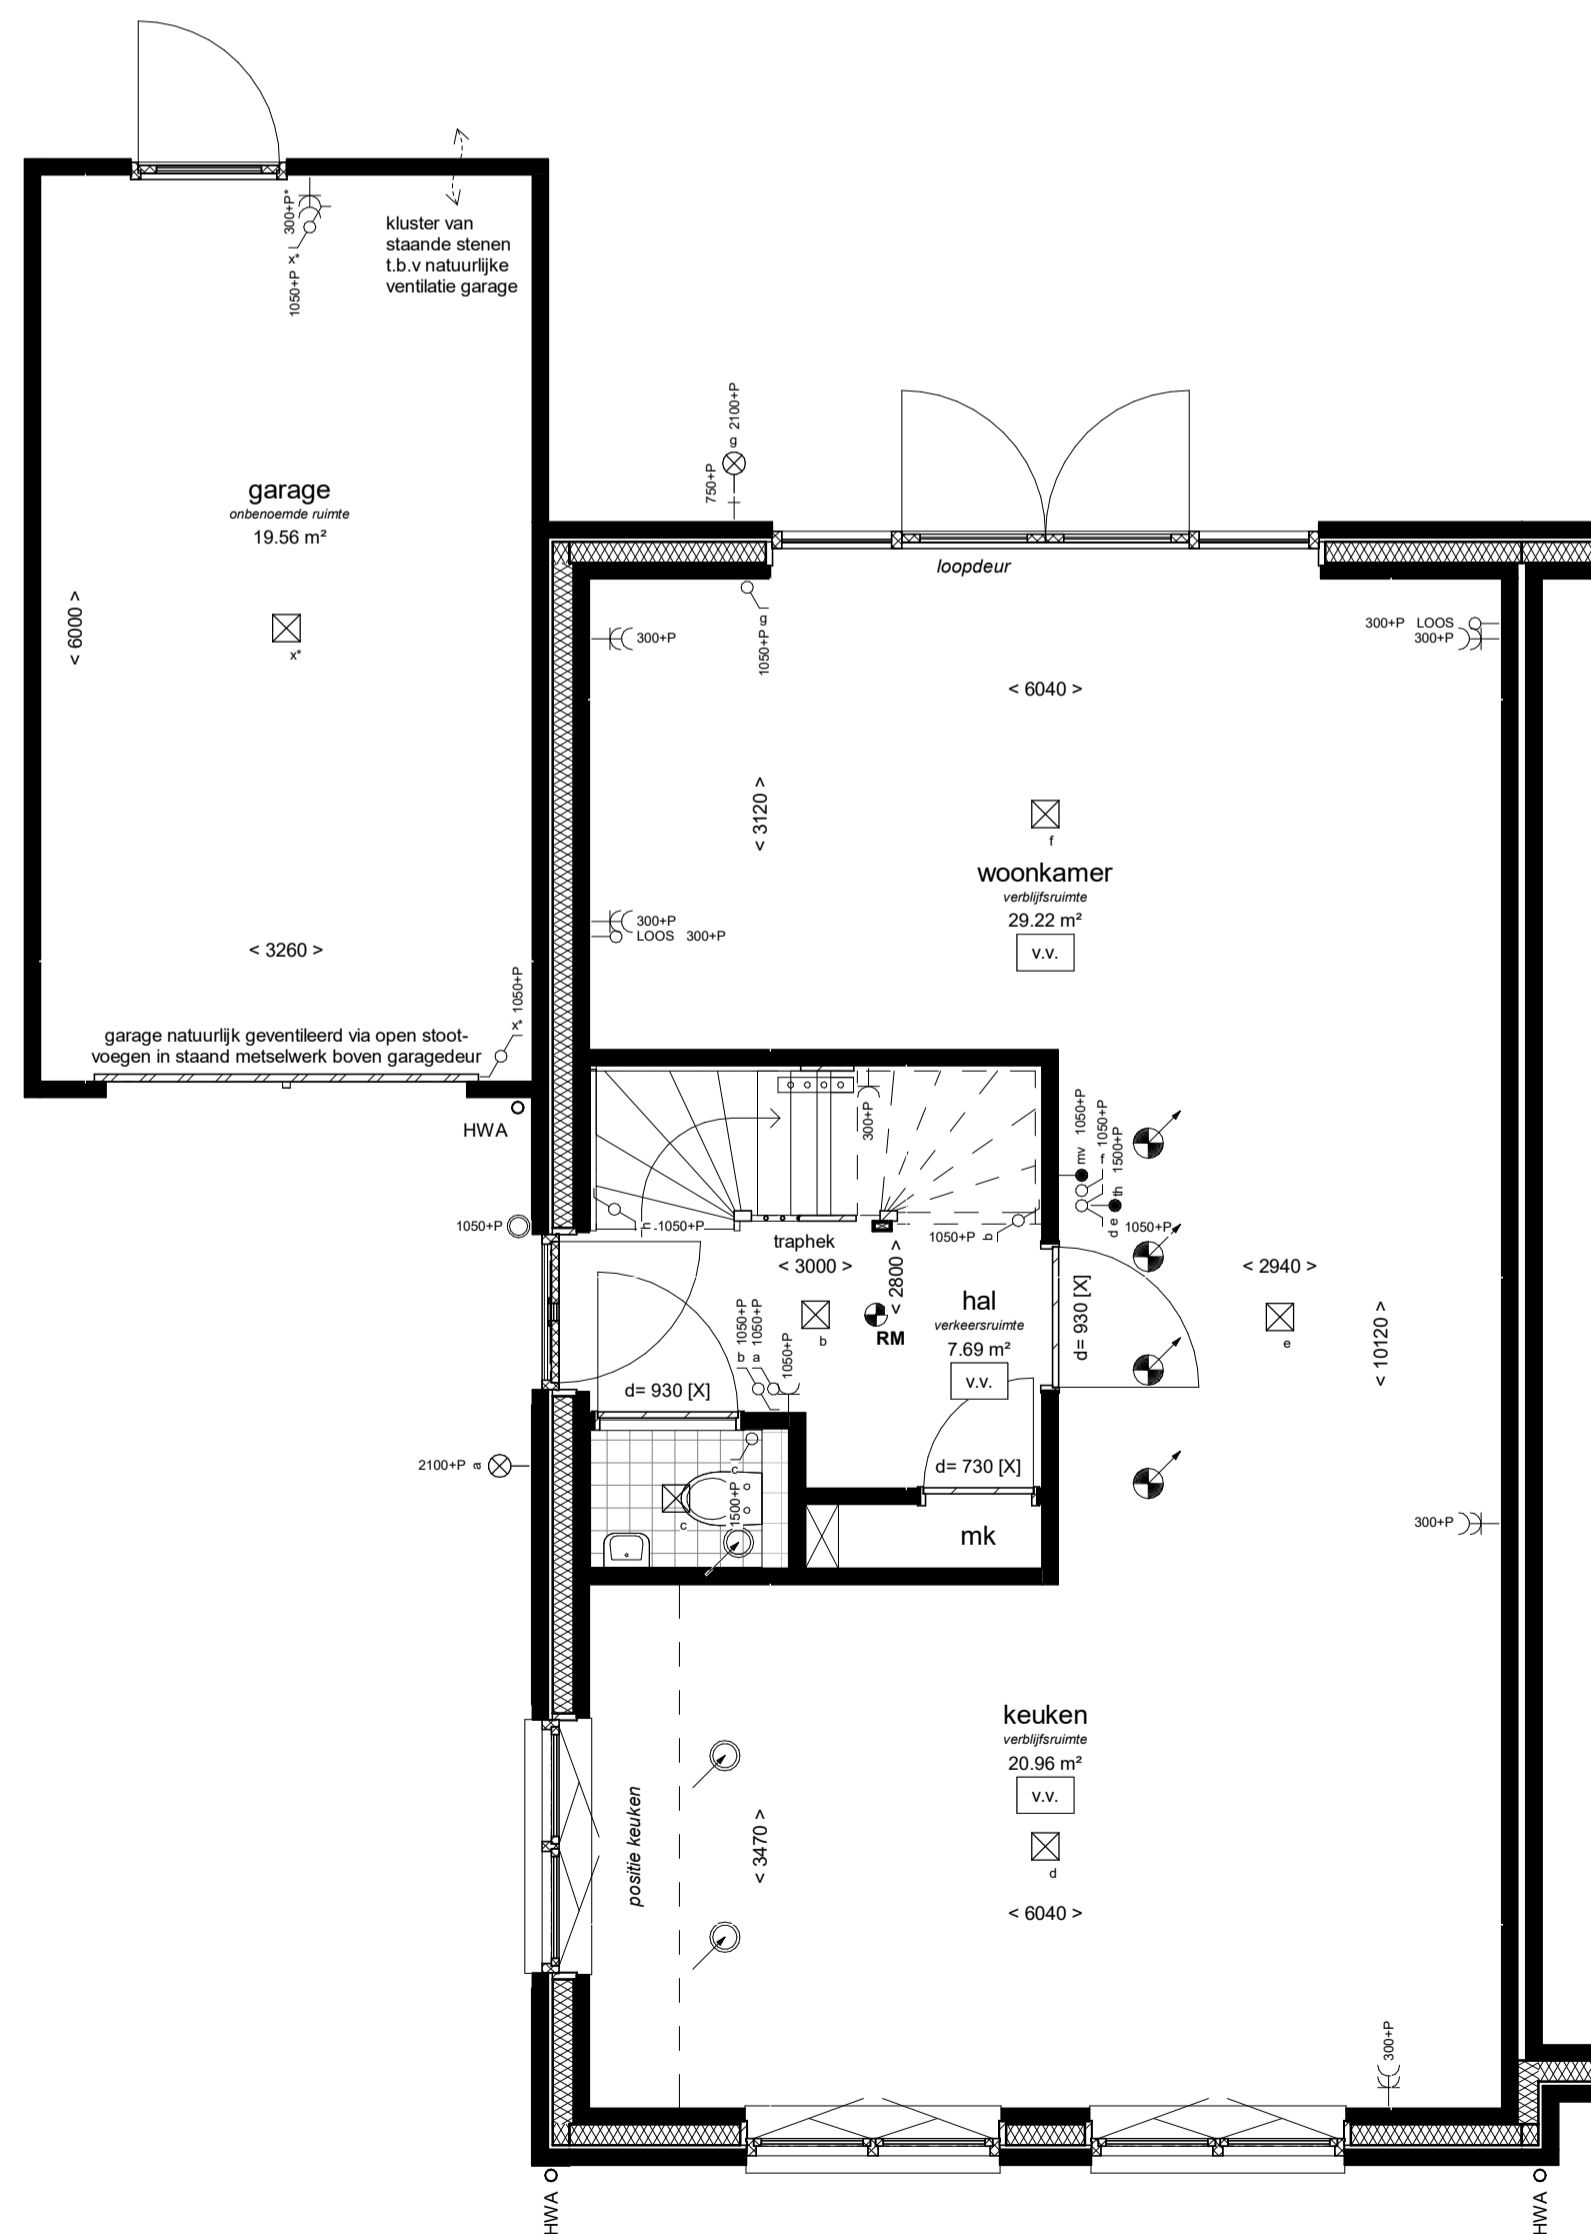 300+P*
1050+P x*
kluster van
staande stenen
t.b.v natuurlijke
ventilatie garage
garage
onbenoemde ruimte
19.56 m²
< 6000 >
x*
< 3260 >
x* 1050+P
garage natuurlijk geventileerd via open stoot-
voegen in staand metselwerk boven garagedeur
HWA
g 2100+P
750+P
loopdeur
1050+P g
300+P
300+P LOOS
300+P
< 6040 >
< 3120 >
f
woonkamer
verblijfsruimte
29.22 m²
v.v.
300+P
LOOS 300+P
300+P
mv 1050+P
f 1050+P
th 1500+P
d e 1050+P
1050+P
n 1050+P
1050+P b
traphek
< 3000 >
< 2800 >
< 2940 >
hal
verkeersruimte
7.69 m²
v.v.
b
RM
d= 930 [X]
e
< 10120 >
b 1050+P
a 1050+P
1050+P
d= 930 [X]
2100+P a
c
1500+P
c
d= 730 [X]
mk
300+P
keuken
verblijfsruimte
20.96 m²
v.v.
positie keuken
< 3470 >
d
< 6040 >
300+P
HWA
HWA